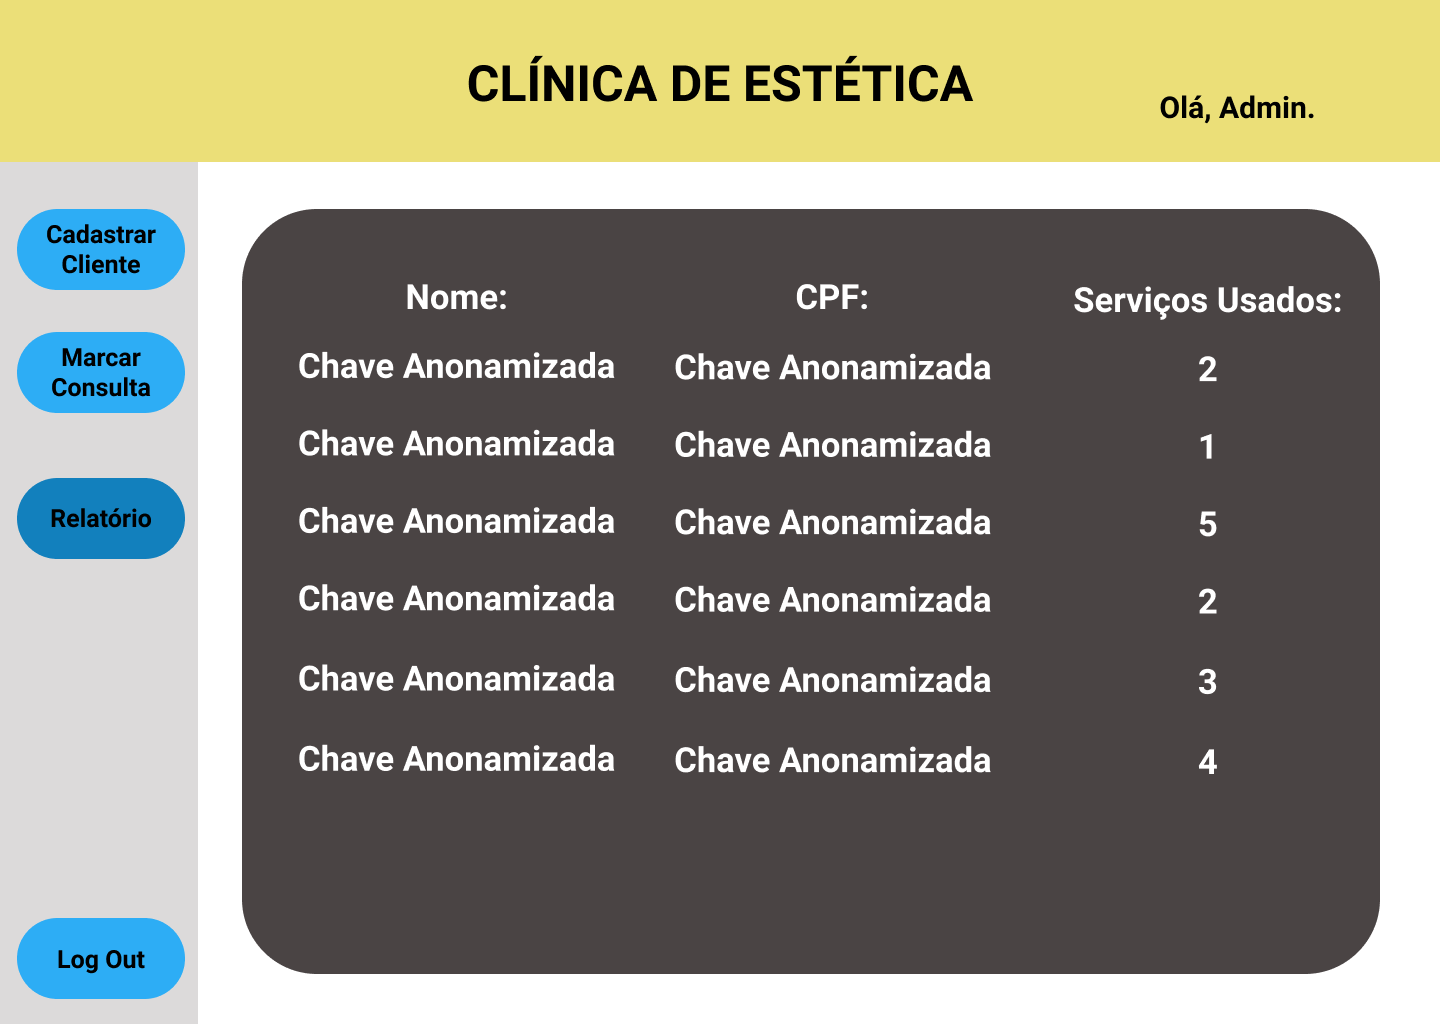 CLÍNICA DE ESTÉTICA
Olá, Admin.
Cadastrar
Cliente
Marcar
Consulta
Relatório
Log Out
Nome: CPF: Serviços Usados:
Chave Anonamizada Chave Anonamizada 2
Chave Anonamizada Chave Anonamizada 1
Chave Anonamizada Chave Anonamizada 5
Chave Anonamizada Chave Anonamizada 2
Chave Anonamizada Chave Anonamizada 3
Chave Anonamizada Chave Anonamizada 4